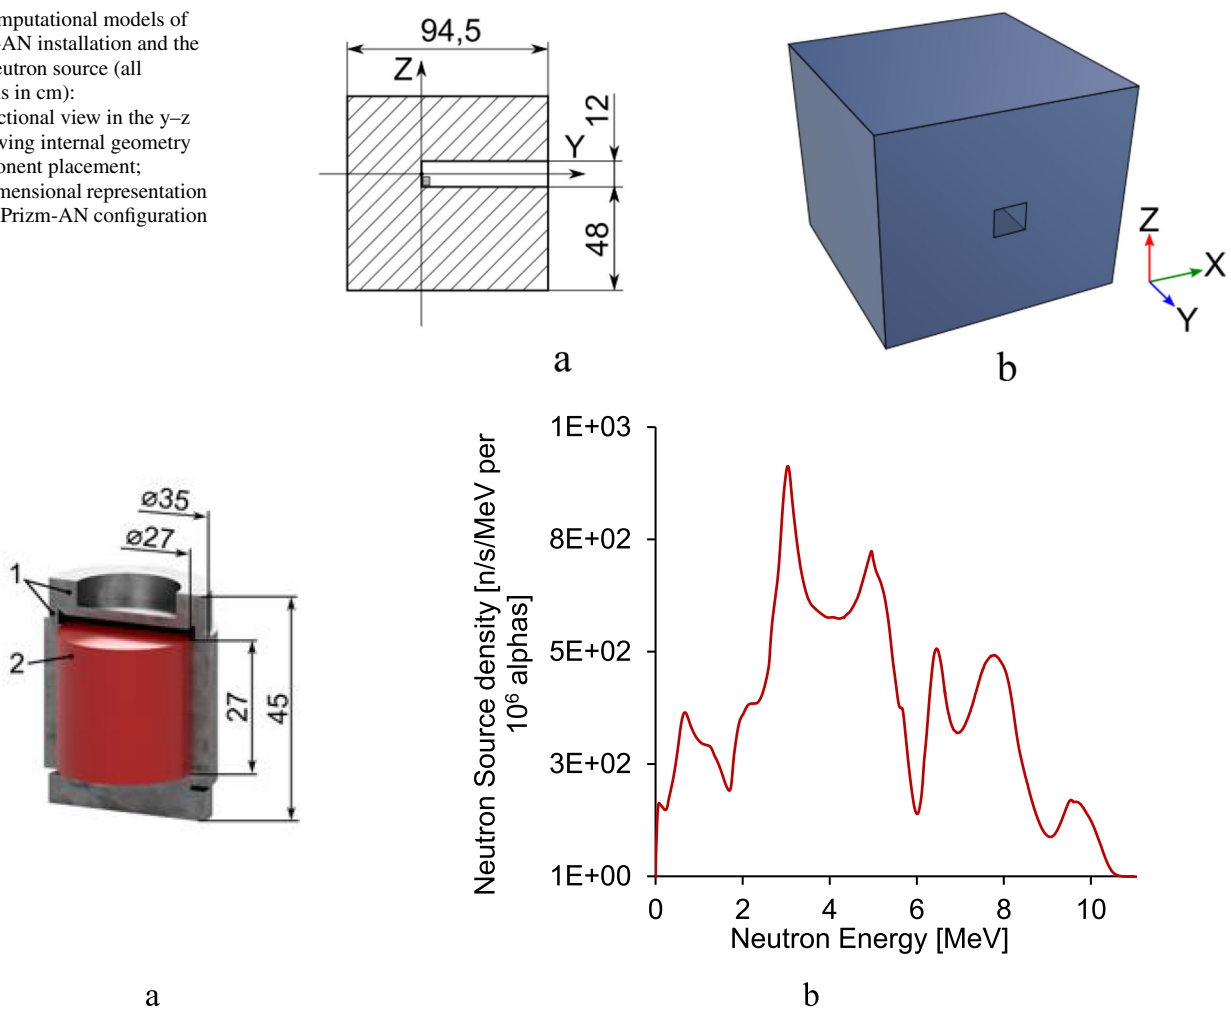 mputational models of
-AN installation and the
eutron source (all
s in cm):
ctional view in the y–z
wing internal geometry
onent placement;
mensional representation
Prizm-AN configuration
94,5
Z
12
Y
48
a
Z
X
Y
b
ø35
ø27
1
2
27
45
a
Neutron Source density [n/s/MeV per
10⁶ alphas]
1E+03
8E+02
5E+02
3E+02
1E+00
0 2 4 6 8 10
Neutron Energy [MeV]
b